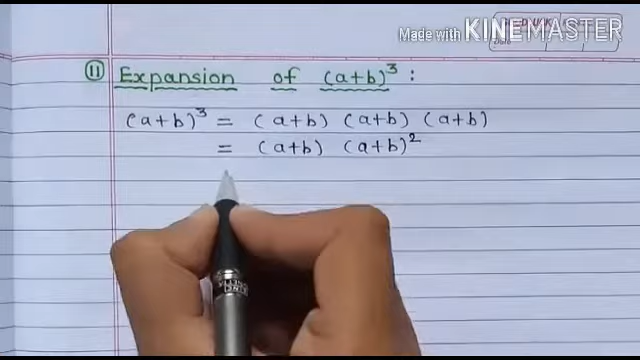 Made with KINEMASTER
⑪ Expansion of (a+b)³ :
(a+b)³ = (a+b) (a+b) (a+b)
= (a+b) (a+b)²